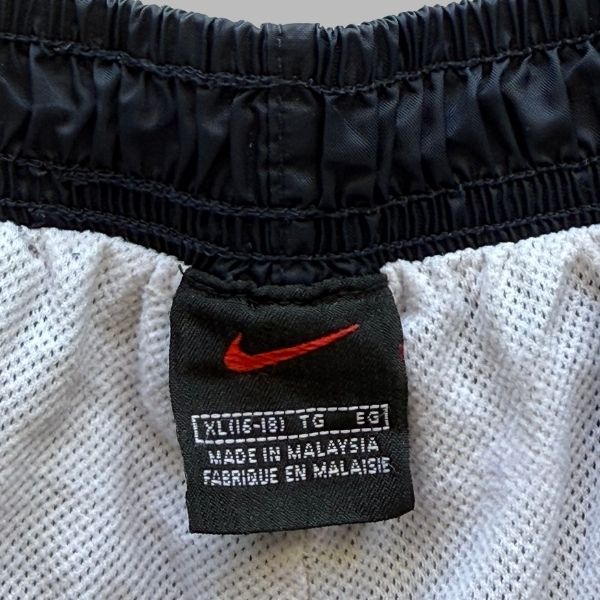 XL(16-18) TG EG
MADE IN MALAYSIA
FABRIQUE EN MALAISIE